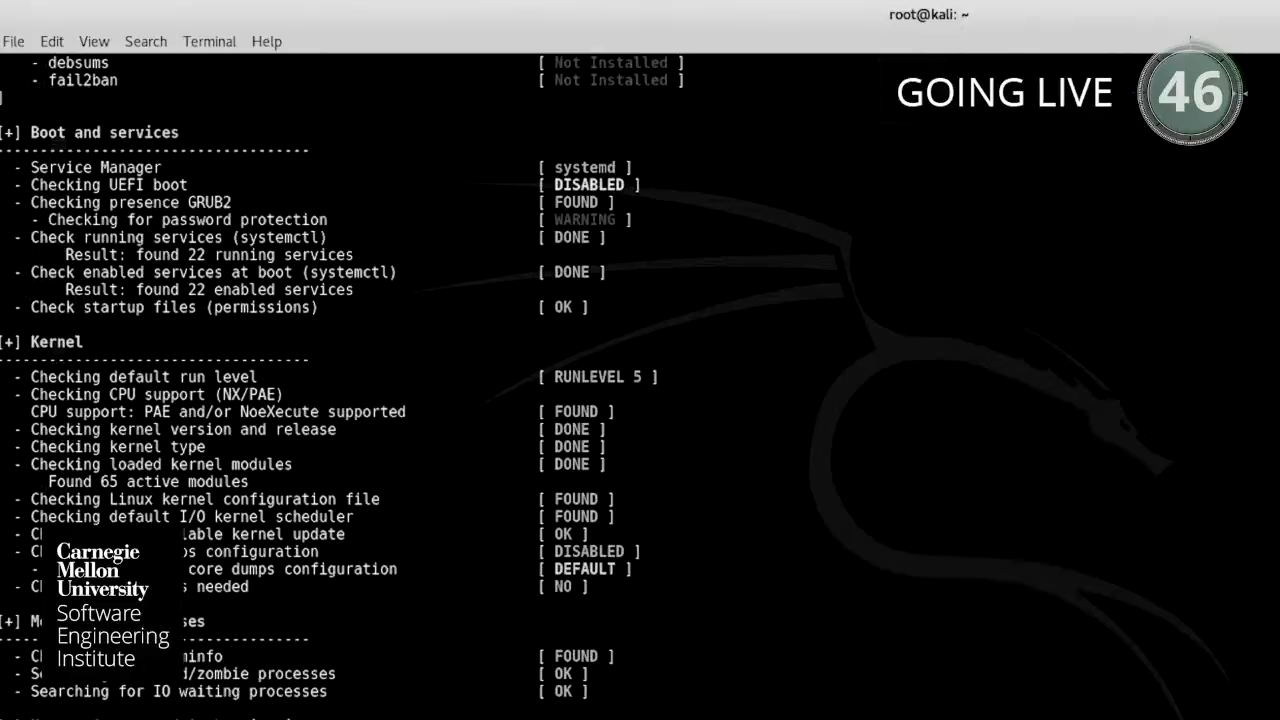 root@kali: ~
File Edit View Search Terminal Help
GOING LIVE 46
- debsums [ Not Installed ]
- fail2ban [ Not Installed ]
]
[+] Boot and services
------------------------------------
- Service Manager [ systemd ]
- Checking UEFI boot [ DISABLED ]
- Checking presence GRUB2 [ FOUND ]
- Checking for password protection [ WARNING ]
- Check running services (systemctl) [ DONE ]
Result: found 22 running services
- Check enabled services at boot (systemctl) [ DONE ]
Result: found 22 enabled services
- Check startup files (permissions) [ OK ]
[+] Kernel
------------------------------------
- Checking default run level [ RUNLEVEL 5 ]
- Checking CPU support (NX/PAE)
CPU support: PAE and/or NoeXecute supported [ FOUND ]
- Checking kernel version and release [ DONE ]
- Checking kernel type [ DONE ]
- Checking loaded kernel modules [ DONE ]
Found 65 active modules
- Checking Linux kernel configuration file [ FOUND ]
- Checking default I/O kernel scheduler [ FOUND ]
kernel update [ OK ]
configuration [ DISABLED ]
- core dumps configuration [ DEFAULT ]
needed [ NO ]
[+]
------------------------------------
[ FOUND ]
/zombie processes [ OK ]
- Searching for IO waiting processes [ OK ]
Carnegie
Mellon
University
Software
Engineering
Institute